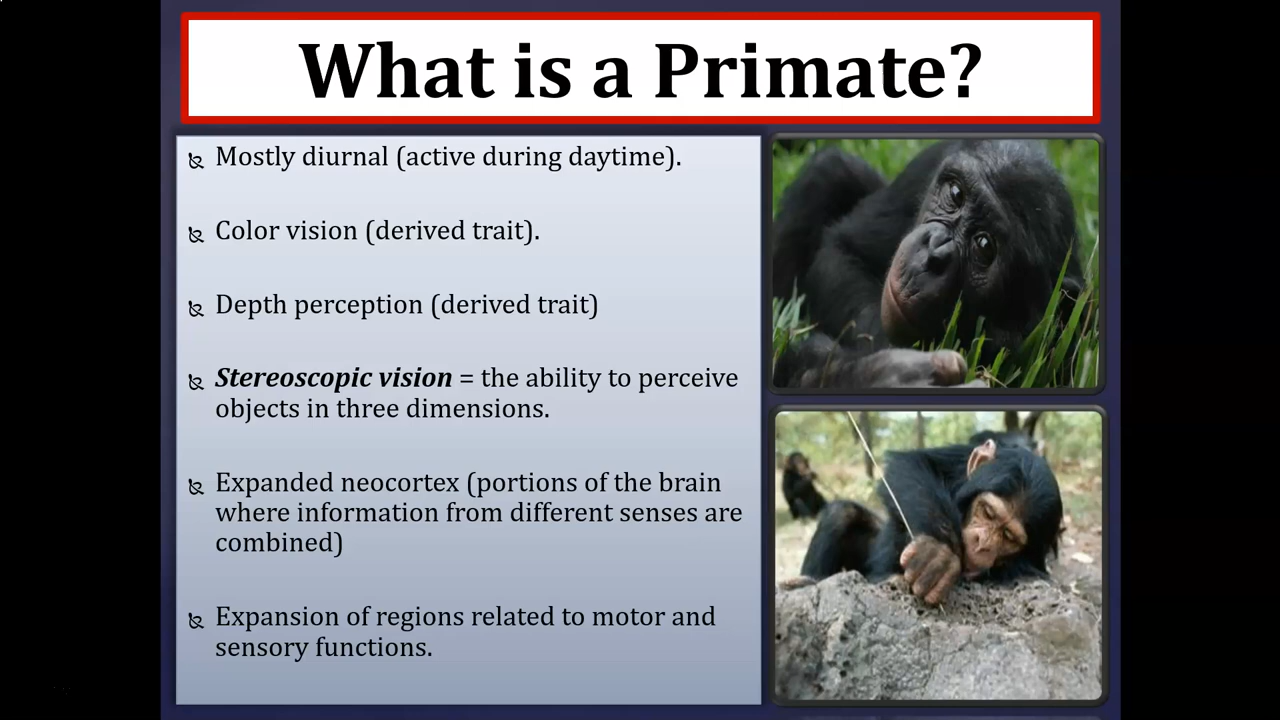 What is a Primate?
Mostly diurnal (active during daytime).
Color vision (derived trait).
Depth perception (derived trait)
Stereoscopic vision = the ability to perceive
objects in three dimensions.
Expanded neocortex (portions of the brain
where information from different senses are
combined)
Expansion of regions related to motor and
sensory functions.